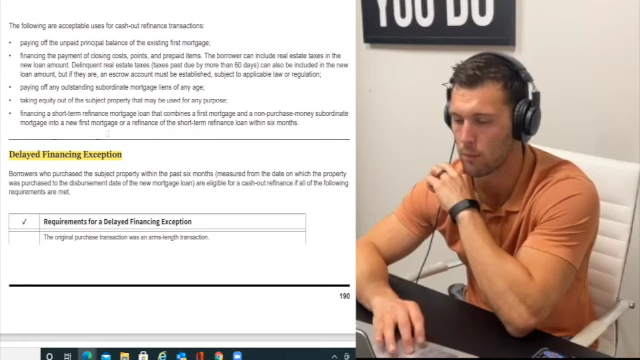 The following are acceptable uses for cash-out refinance transactions:
• paying off the unpaid principal balance of the existing first mortgage;
• financing the payment of closing costs, points, and prepaid items. The borrower can include real estate taxes in the
new loan amount. Delinquent real estate taxes (taxes past due by more than 60 days) can also be included in the
new loan amount, but if they are, an escrow account must be established, subject to applicable law or regulation;
• paying off any outstanding subordinate mortgage liens of any age;
• taking equity out of the subject property that may be used for any purpose;
• financing a short-term refinance mortgage loan that combines a first mortgage and a non-purchase-money subordinate
mortgage into a new first mortgage or a refinance of the short-term refinance loan within six months.
Delayed Financing Exception
Borrowers who purchased the subject property within the past six months (measured from the date on which the property
was purchased to the disbursement date of the new mortgage loan) are eligible for a cash-out refinance if all of the following
requirements are met.
✓ Requirements for a Delayed Financing Exception
The original purchase transaction was an arms-length transaction.
190
YOU DO